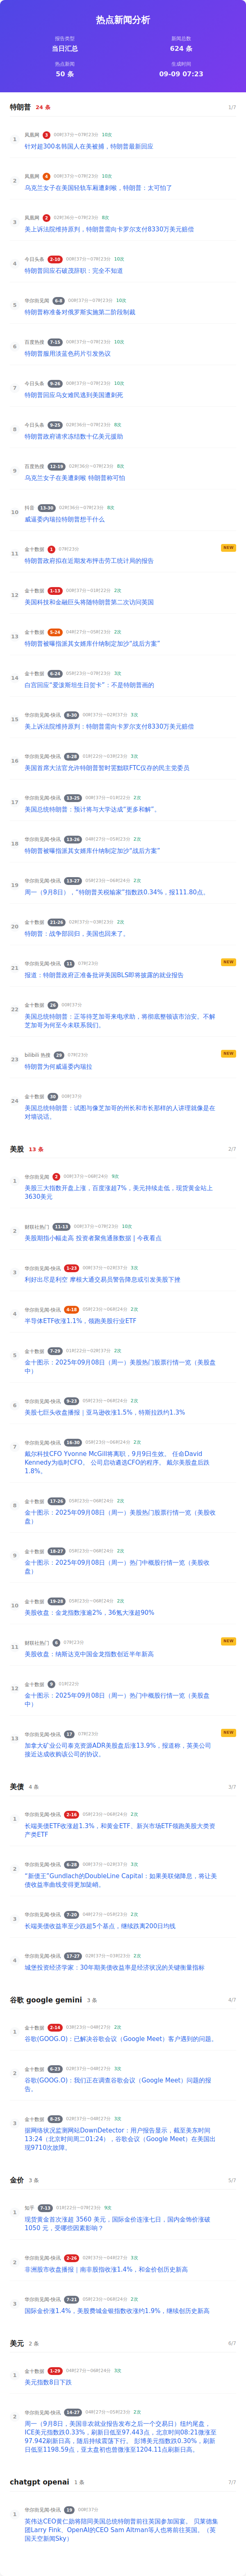 热点新闻分析
报告类型
当日汇总
新闻总数
624 条
热点新闻
50 条
生成时间
09-09 07:23
特朗普 24 条 1/7
1 凤凰网 3 00时37分~07时23分 10次
针对超300名韩国人在美被捕，特朗普最新回应
2 凤凰网 4 00时37分~07时23分 10次
乌克兰女子在美国轻轨车厢遭刺喉，特朗普：太可怕了
3 凤凰网 2 02时36分~07时23分 8次
美上诉法院维持原判，特朗普需向卡罗尔支付8330万美元赔偿
4 今日头条 2-10 00时37分~07时23分 10次
特朗普回应石破茂辞职：完全不知道
5 华尔街见闻 6-8 00时37分~07时23分 10次
特朗普称准备对俄罗斯实施第二阶段制裁
6 百度热搜 7-15 00时37分~07时23分 10次
特朗普服用淡蓝色药片引发热议
7 今日头条 9-26 00时37分~07时23分 10次
特朗普回应乌女难民逃到美国遭刺死
8 今日头条 9-25 02时36分~07时23分 8次
特朗普政府请求冻结数十亿美元援助
9 百度热搜 12-19 02时36分~07时23分 8次
乌克兰女子在美遭刺喉 特朗普称可怕
10 抖音 13-30 02时36分~07时23分 8次
威逼委内瑞拉特朗普想干什么
11 金十数据 1 07时23分 NEW
特朗普政府拟在近期发布抨击劳工统计局的报告
12 金十数据 1-13 00时37分~01时22分 2次
美国科技和金融巨头将随特朗普第二次访问英国
13 金十数据 5-24 04时27分~05时23分 2次
特朗普被曝指派其女婿库什纳制定加沙“战后方案”
14 金十数据 6-24 05时23分~07时23分 3次
白宫回应“爱泼斯坦生日贺卡”：不是特朗普画的
15 华尔街见闻-快讯 8-30 00时37分~02时37分 3次
美上诉法院维持原判：特朗普需向卡罗尔支付8330万美元赔偿
16 华尔街见闻-快讯 8-28 01时22分~03时23分 3次
美国首席大法官允许特朗普暂时罢黜联FTC仅存的民主党委员
17 华尔街见闻-快讯 13-25 00时37分~01时22分 2次
美国总统特朗普：预计将与大学达成“更多和解”。
18 华尔街见闻-快讯 13-26 04时27分~05时23分 2次
特朗普被曝指派其女婿库什纳制定加沙“战后方案”
19 华尔街见闻-快讯 13-27 05时23分~06时24分 2次
周一（9月8日），“特朗普关税输家”指数跌0.34%，报111.80点。
20 金十数据 21-26 02时37分~03时23分 2次
特朗普：战争部回归，美国也回来了。
21 华尔街见闻-快讯 11 07时23分 NEW
报道：特朗普政府正准备批评美国BLS即将披露的就业报告
22 金十数据 26 00时37分
美国总统特朗普：正等待芝加哥来电求助，将彻底整顿该市治安。不解
芝加哥为何至今未联系我们。
23 bilibili 热搜 29 07时23分 NEW
特朗普为何威逼委内瑞拉
24 金十数据 30 00时37分
美国总统特朗普：试图与像芝加哥的州长和市长那样的人讲理就像是在
对墙说话。
美股 13 条 2/7
1 华尔街见闻 2 00时37分~06时24分 9次
美股三大指数开盘上涨，百度涨超7%，美元持续走低，现货黄金站上
3630美元
2 财联社热门 11-13 00时37分~07时23分 10次
美股期指小幅走高 投资者聚焦通胀数据 | 今夜看点
3 华尔街见闻-快讯 1-23 00时37分~02时37分 3次
利好出尽是利空 摩根大通交易员警告降息或引发美股下挫
4 华尔街见闻-快讯 4-18 05时23分~06时24分 2次
半导体ETF收涨1.1%，领跑美股行业ETF
5 金十数据 7-29 01时22分~02时37分 2次
金十图示：2025年09月08日（周一）美股热门股票行情一览（美股盘
中）
6 华尔街见闻-快讯 9-23 05时23分~06时24分 2次
美股七巨头收盘播报｜亚马逊收涨1.5%，特斯拉跌约1.3%
7 华尔街见闻-快讯 16-30 05时23分~06时24分 2次
戴尔科技CFO Yvonne McGill将离职，9月9日生效。 任命David
Kennedy为临时CFO。 公司启动遴选CFO的程序。 戴尔美股盘后跌
1.8%。
8 金十数据 17-26 05时23分~06时24分 2次
金十图示：2025年09月08日（周一）美股热门股票行情一览（美股收
盘）
9 金十数据 18-27 05时23分~06时24分 2次
金十图示：2025年09月08日（周一）热门中概股行情一览（美股收
盘）
10 金十数据 19-28 05时23分~06时24分 2次
美股收盘：金龙指数涨逾2%，36氪大涨超90%
11 财联社热门 6 07时23分 NEW
美股收盘：纳斯达克中国金龙指数创近半年新高
12 金十数据 9 01时22分
金十图示：2025年09月08日（周一）热门中概股行情一览（美股盘
中）
13 华尔街见闻-快讯 17 07时23分 NEW
加拿大矿业公司泰克资源ADR美股盘后涨13.9%，报道称，英美公司
接近达成收购该公司的协议。
美债 4 条 3/7
1 华尔街见闻-快讯 2-16 05时23分~06时24分 2次
长端美债ETF收涨超1.3%，和黄金ETF、新兴市场ETF领跑美股大类资
产类ETF
2 华尔街见闻-快讯 6-28 00时37分~02时37分 3次
“新债王”Gundlach的DoubleLine Capital：如果美联储降息，将让美
债收益率曲线变得更加陡峭。
3 华尔街见闻-快讯 7-20 04时27分~05时23分 2次
长端美债收益率至少跌超5个基点，继续跌离200日均线
4 华尔街见闻-快讯 17-27 02时37分~03时23分 2次
城堡投资经济学家：30年期美债收益率是经济状况的关键衡量指标
谷歌 google gemini 3 条 4/7
1 金十数据 2-14 03时23分~04时27分 2次
谷歌(GOOG.O)：已解决谷歌会议（Google Meet）客户遇到的问题。
2 金十数据 6-23 02时37分~04时27分 3次
谷歌(GOOG.O)：我们正在调查谷歌会议（Google Meet）问题的报
告。
3 金十数据 8-25 02时37分~04时27分 3次
据网络状况监测网站DownDetector：用户报告显示，截至美东时间
13:24（北京时间周二01:24），谷歌会议（Google Meet）在美国出
现9710次故障。
金价 3 条 5/7
1 知乎 7-13 01时22分~07时23分 9次
现货黄金首次涨超 3560 美元，国际金价连涨七日，国内金饰价涨破
1050 元，受哪些因素影响？
2 华尔街见闻-快讯 2-26 02时37分~04时27分 3次
非洲股市收盘播报｜南非股指收涨1.4%，和金价创历史新高
3 华尔街见闻-快讯 7-21 05时23分~06时24分 2次
国际金价涨1.4%，美股费城金银指数收涨约1.9%，继续创历史新高
美元 2 条 6/7
1 金十数据 1-29 04时27分~06时24分 3次
美元指数8日下跌
2 华尔街见闻-快讯 14-27 04时27分~05时23分 2次
周一（9月8日，美国非农就业报告发布之后一个交易日）纽约尾盘，
ICE美元指数跌0.33%，刷新日低至97.443点，北京时间08:21微涨至
97.942刷新日高，随后持续震荡下行。 彭博美元指数跌0.30%，刷新
日低至1198.59点，亚太盘初也曾微涨至1204.11点刷新日高。
chatgpt openai 1 条 7/7
1 华尔街见闻-快讯 19 00时37分
英伟达CEO黄仁勋将陪同美国总统特朗普前往英国参加国宴。 贝莱德集
团Larry Fink、OpenAI的CEO Sam Altman等人也将前往英国。（英
国天空新闻Sky）